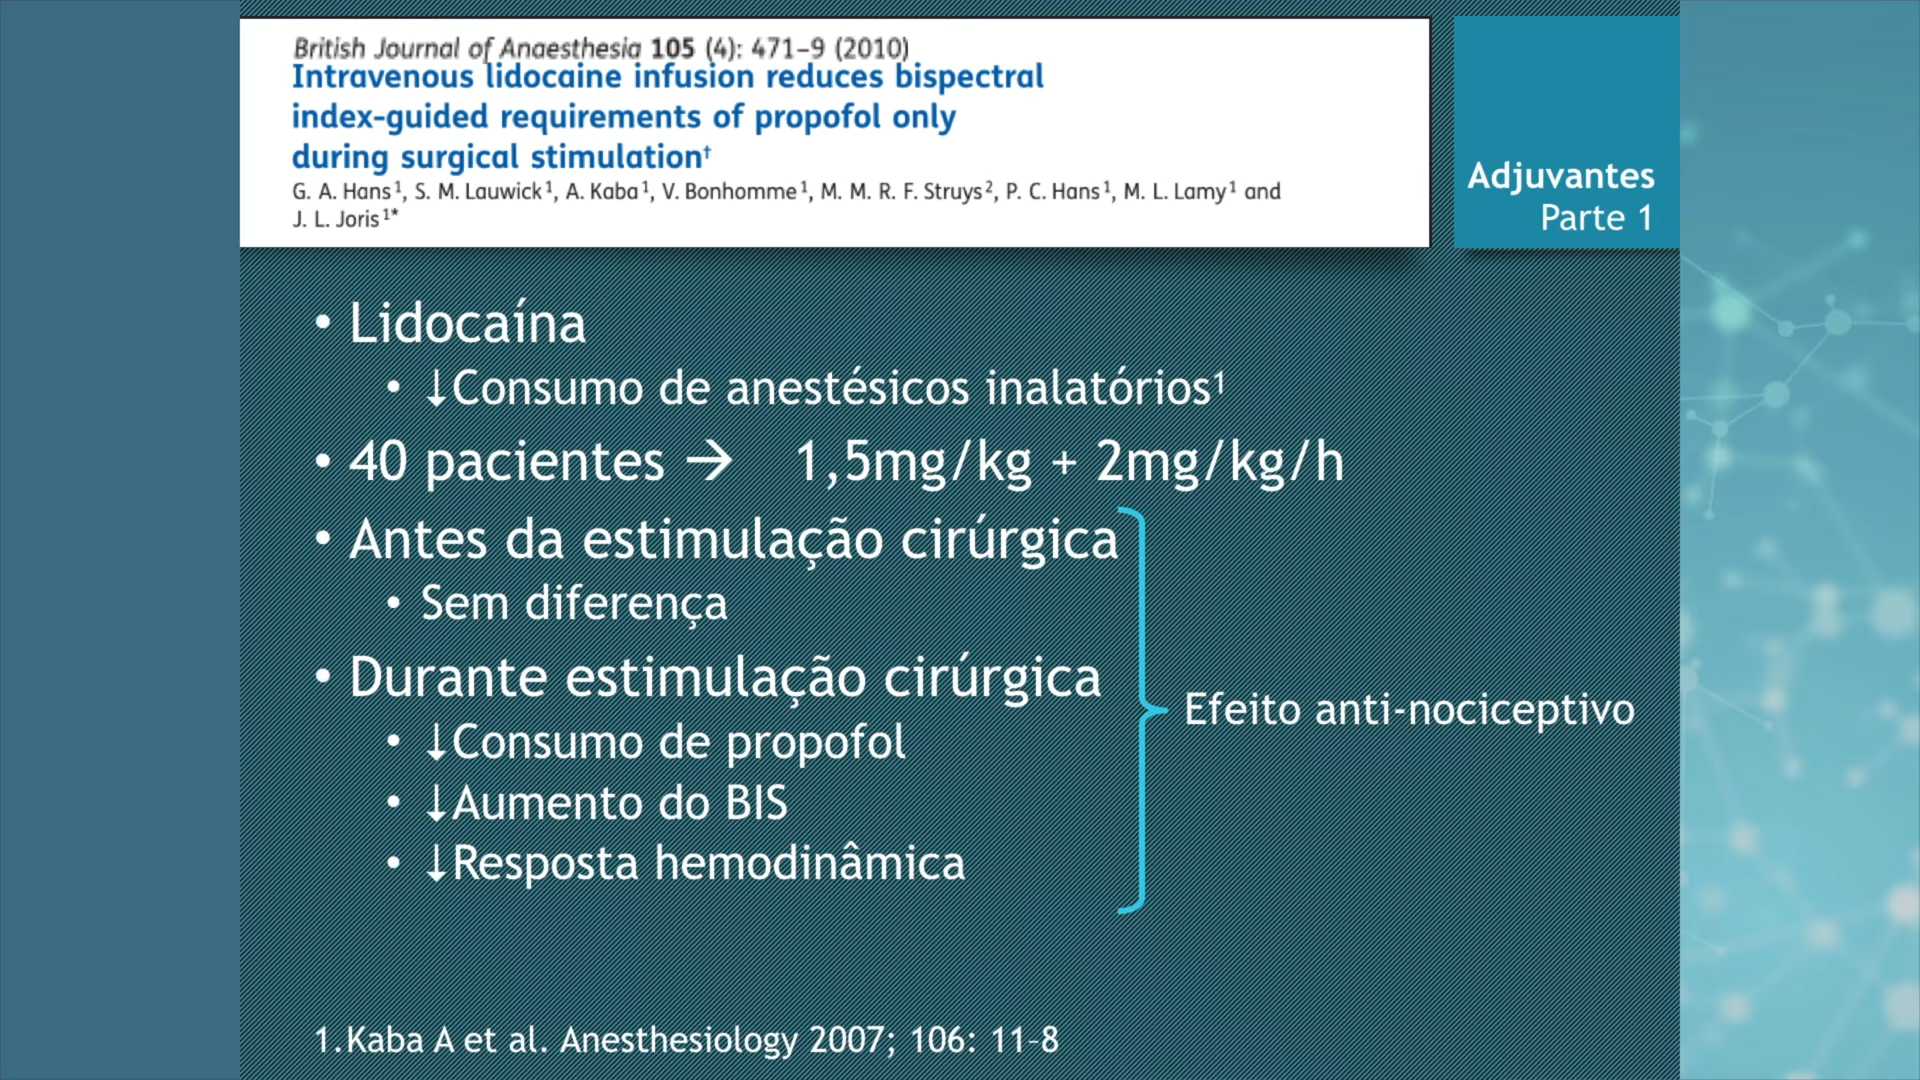 British Journal of Anaesthesia 105 (4): 471–9 (2010)
Intravenous lidocaine infusion reduces bispectral
index-guided requirements of propofol only
during surgical stimulation†
G. A. Hans¹, S. M. Lauwick¹, A. Kaba¹, V. Bonhomme¹, M. M. R. F. Struys², P. C. Hans¹, M. L. Lamy¹ and
J. L. Joris¹*
Adjuvantes
Parte 1
• Lidocaína
• ↓Consumo de anestésicos inalatórios¹
• 40 pacientes → 1,5mg/kg + 2mg/kg/h
• Antes da estimulação cirúrgica
• Sem diferença
• Durante estimulação cirúrgica
• ↓Consumo de propofol
• ↓Aumento do BIS
• ↓Resposta hemodinâmica
Efeito anti-nociceptivo
1.Kaba A et al. Anesthesiology 2007; 106: 11–8